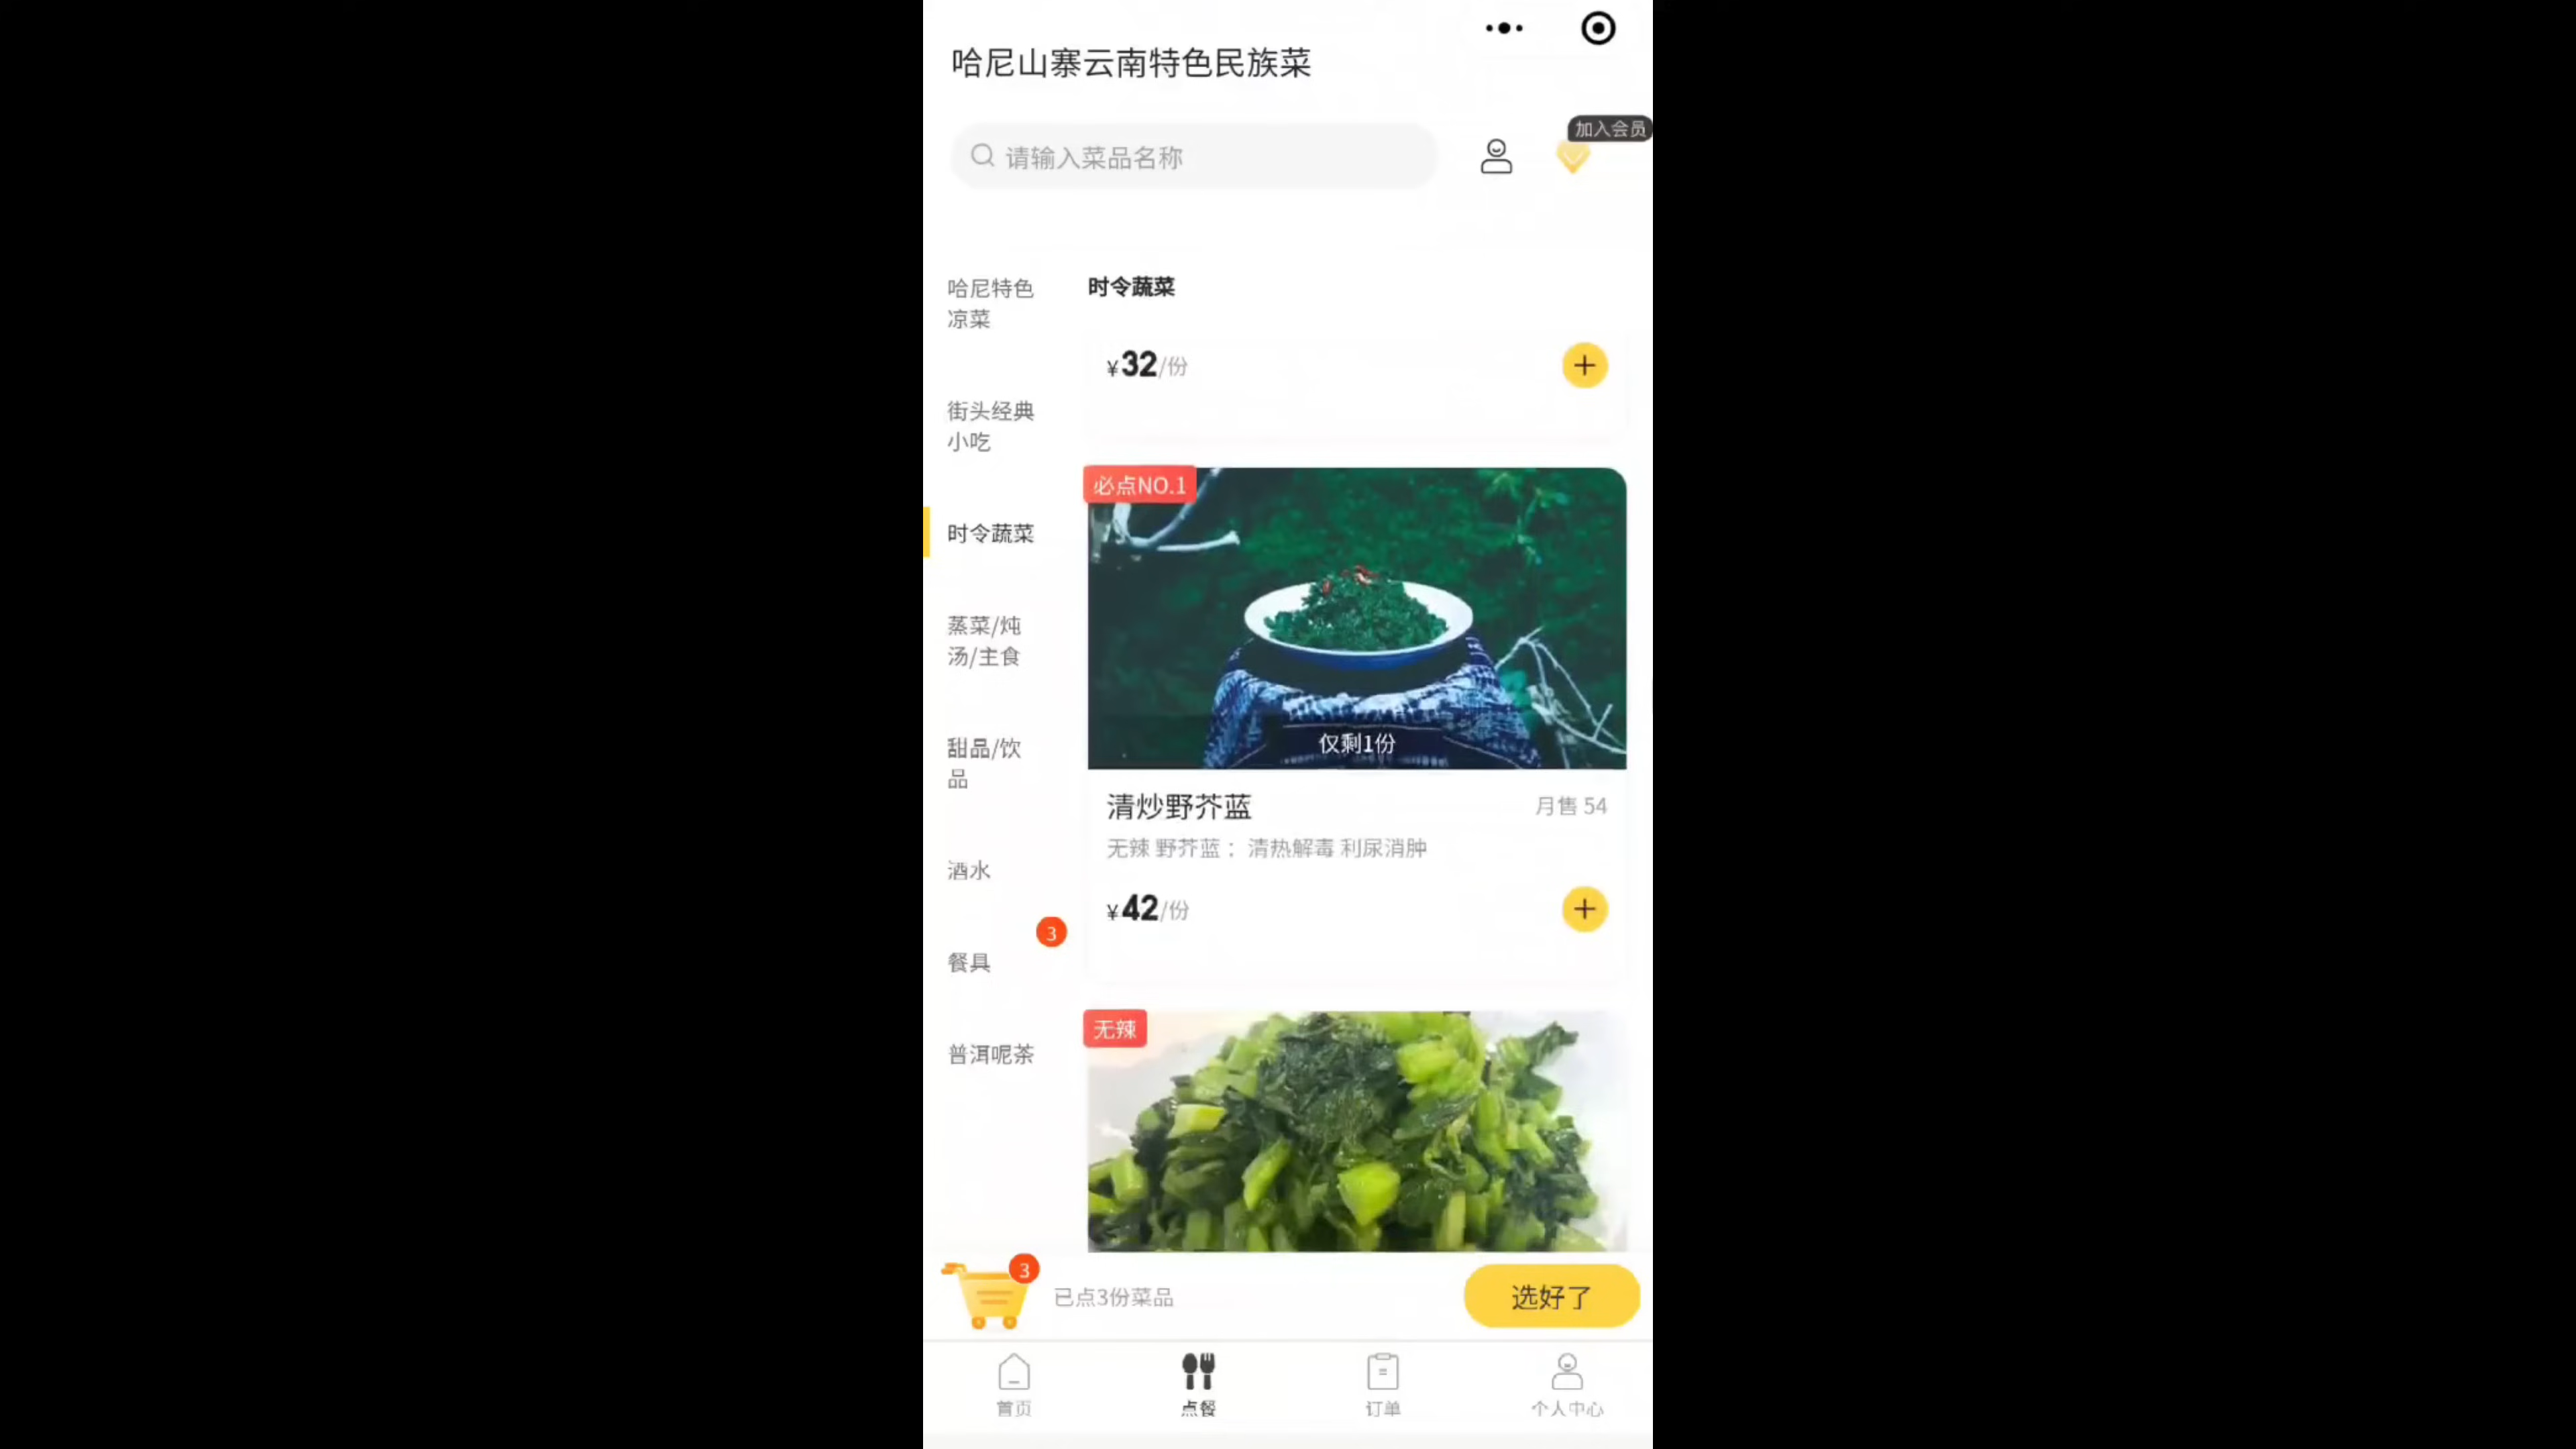 哈尼山寨云南特色民族菜
加入会员
请输入菜品名称
哈尼特色
凉菜
街头经典
小吃
时令蔬菜
蒸菜/炖
汤/主食
甜品/饮
品
酒水
3
餐具
普洱呢茶
时令蔬菜
¥32/份
必点NO.1
仅剩1份
清炒野芥蓝
月售 54
无辣 野芥蓝： 清热解毒 利尿消肿
¥42/份
无辣
3
已点3份菜品
选好了
首页
点餐
订单
个人中心